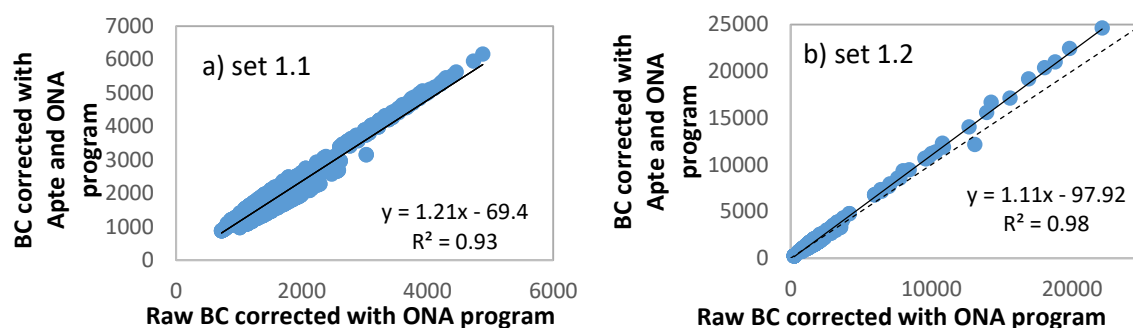 BC corrected with
Apte and ONA
program
7000
6000
5000
4000
3000
2000
1000
0
a) set 1.1
y = 1.21x - 69.4
R² = 0.93
0 2000 4000 6000
Raw BC corrected with ONA program
BC corrected with
Apte and ONA
program
25000
20000
15000
10000
5000
0
b) set 1.2
y = 1.11x - 97.92
R² = 0.98
0 10000 20000
Raw BC corrected with ONA program